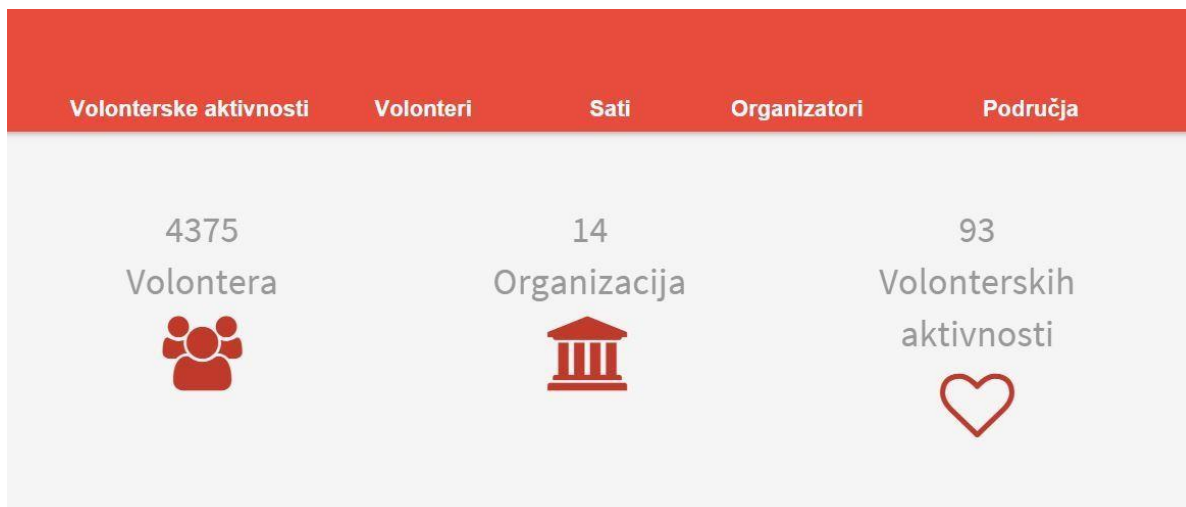 Volonterske aktivnosti Volonteri Sati Organizatori Područja
4375
Volontera
14
Organizacija
93
Volonterskih
aktivnosti